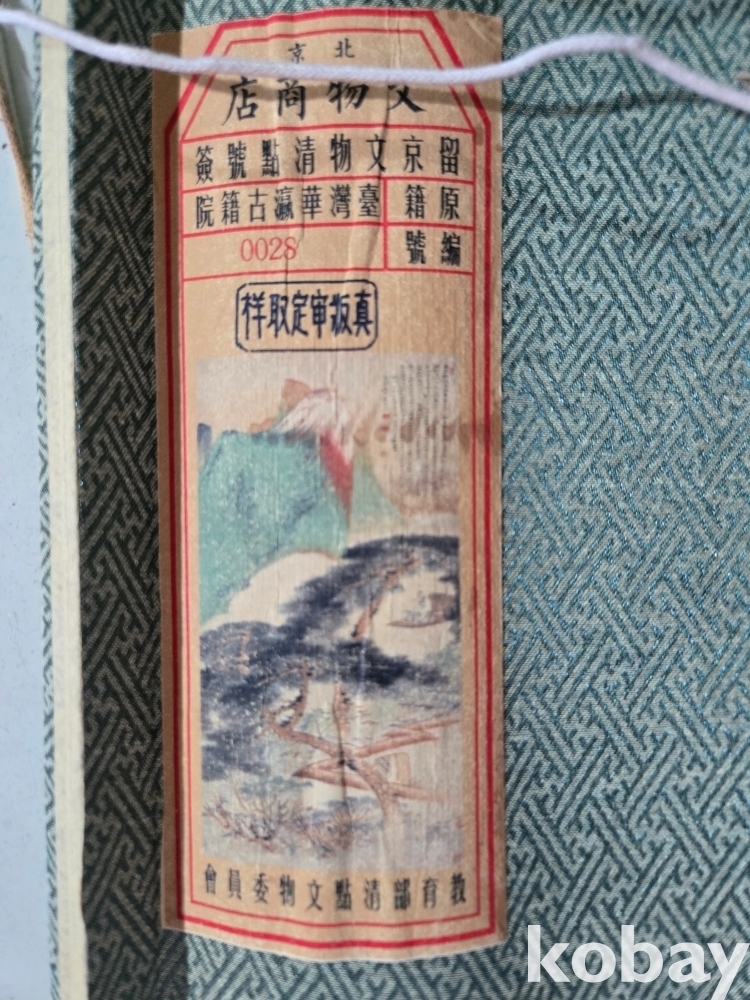 北京
文物商店
留京文物清點號簽
原籍 臺灣華瀛古籍院
編號 0028
真坂审定取样
教育部清點文物委員會
kobay